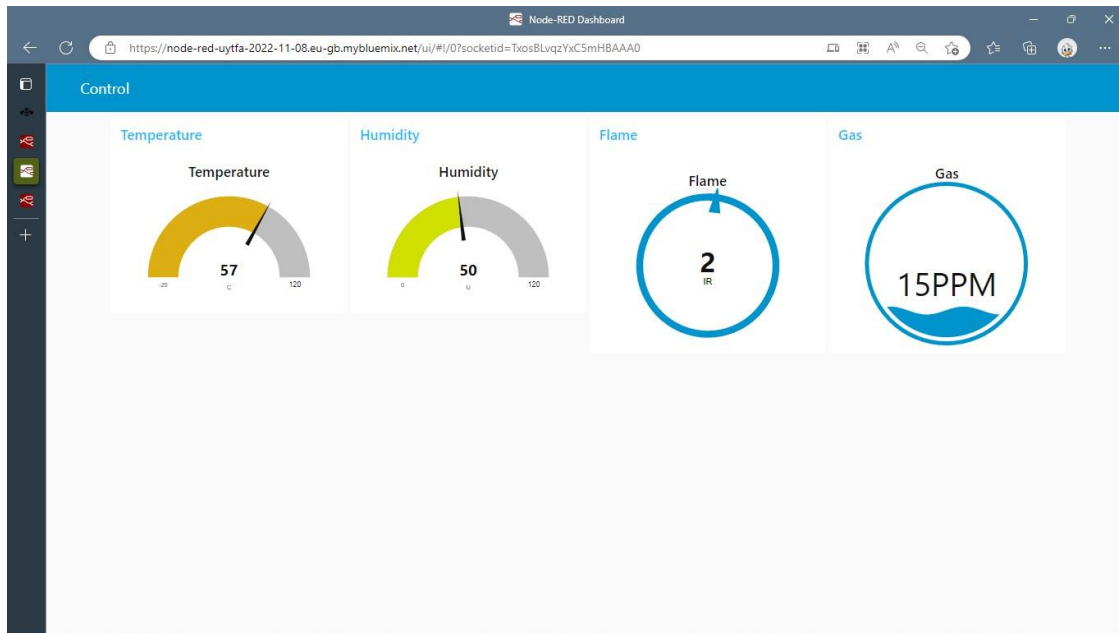 Node-RED Dashboard
https://node-red-uytfa-2022-11-08.eu-gb.mybluemix.net/ui/#!/0?socketid=TxosBLvqzYxC5mHBAAA0
Control
Temperature
Temperature
57
C
-20
120
Humidity
Humidity
50
U
0
120
Flame
Flame
2
IR
Gas
Gas
15PPM